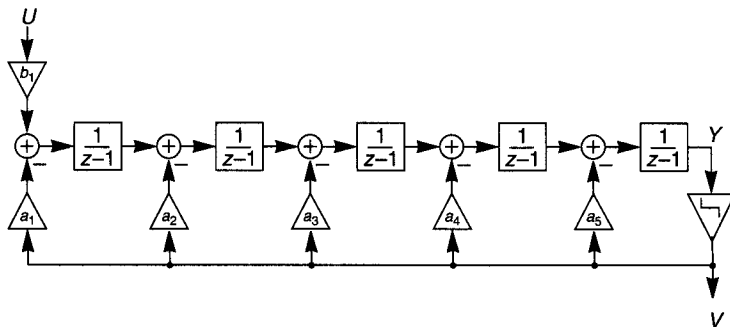 U
b1
+ 1 z−1 + 1 z−1 + 1 z−1 + 1 z−1 + 1 z−1 Y
− − − − −
a1 a2 a3 a4 a5
V